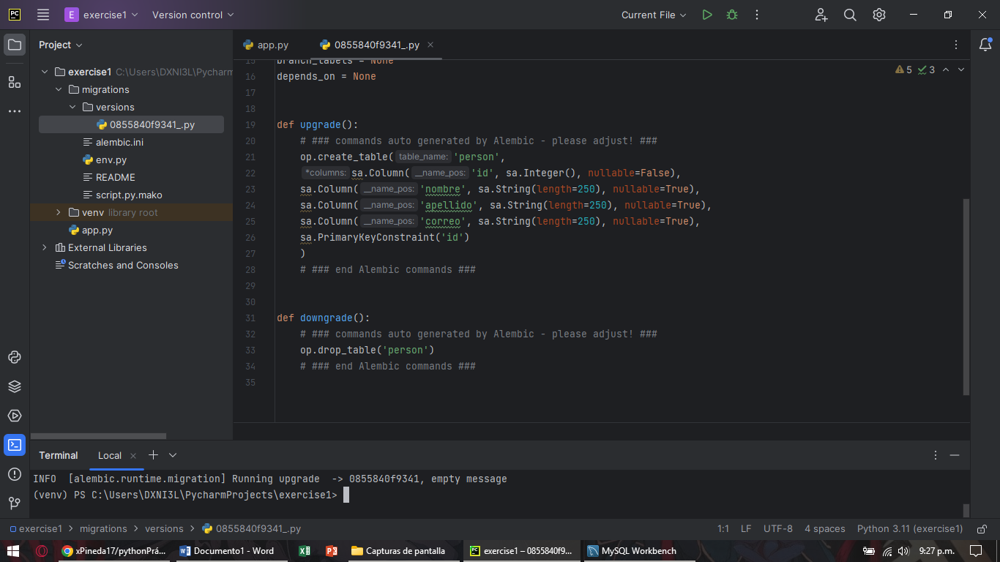 PC
E exercise1 Version control Current File
Project
exercise1 C:\Users\DXNI3L\Pycharm
migrations
versions
0855840f9341_.py
alembic.ini
env.py
README
script.py.mako
venv library root
app.py
External Libraries
Scratches and Consoles
app.py 0855840f9341_.py
5 3
15 branch_labels = None
16 depends_on = None
17
18
19 def upgrade():
20 # ### commands auto generated by Alembic - please adjust! ###
21 op.create_table( table_name: 'person',
22 *columns: sa.Column( __name_pos: 'id', sa.Integer(), nullable=False),
23 sa.Column( __name_pos: 'nombre', sa.String(length=250), nullable=True),
24 sa.Column( __name_pos: 'apellido', sa.String(length=250), nullable=True),
25 sa.Column( __name_pos: 'correo', sa.String(length=250), nullable=True),
26 sa.PrimaryKeyConstraint('id')
27 )
28 # ### end Alembic commands ###
29
30
31 def downgrade():
32 # ### commands auto generated by Alembic - please adjust! ###
33 op.drop_table('person')
34 # ### end Alembic commands ###
35
Terminal Local
INFO  [alembic.runtime.migration] Running upgrade  -> 0855840f9341, empty message
(venv) PS C:\Users\DXNI3L\PycharmProjects\exercise1>
exercise1 > migrations > versions > 0855840f9341_.py 1:1 LF UTF-8 4 spaces Python 3.11 (exercise1)
xPineda17/pythonPrá... Documento1 - Word Capturas de pantalla exercise1 – 0855840f9... MySQL Workbench 9:27 p.m.